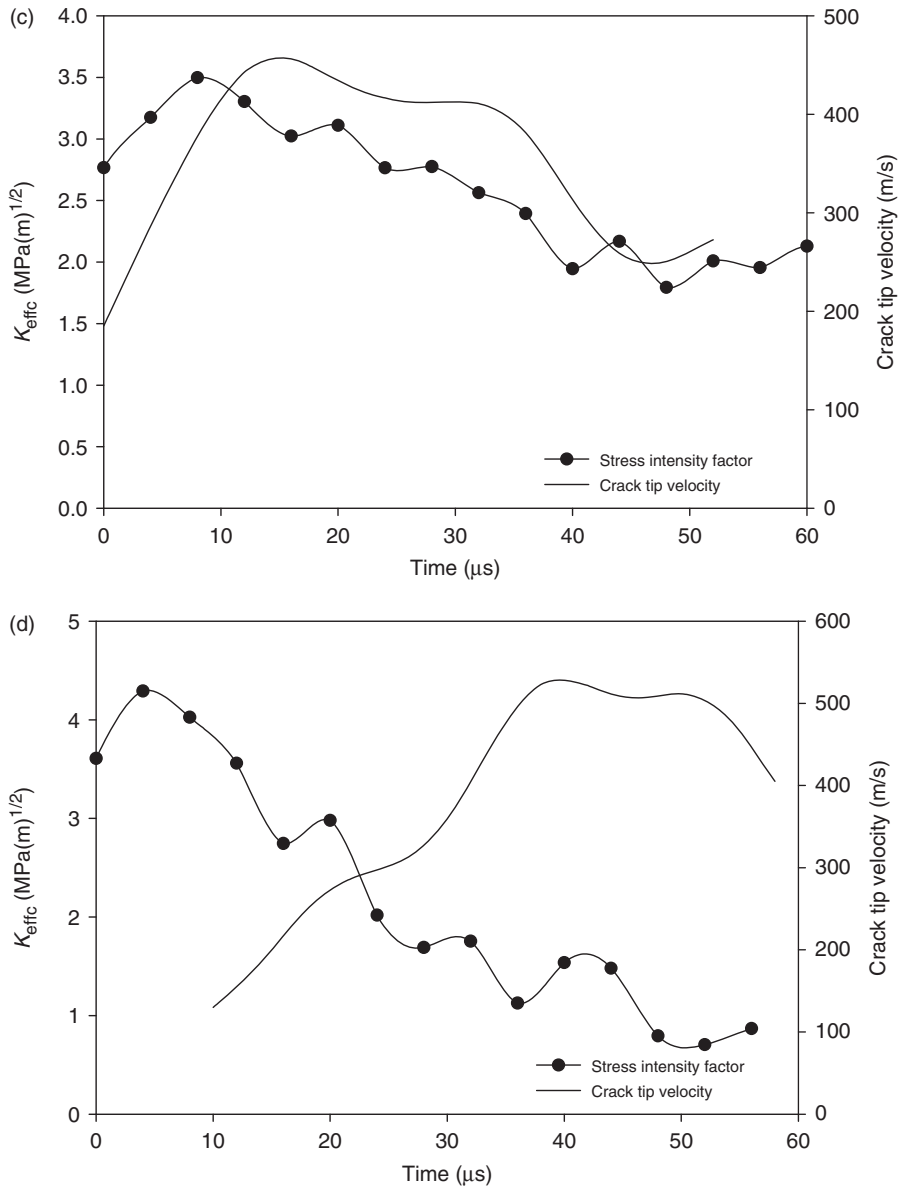 (c)
4.0
3.5
3.0
2.5
2.0
1.5
1.0
0.5
0.0
K_effc (MPa(m)^1/2)
500
400
300
200
100
0
Crack tip velocity (m/s)
Stress intensity factor
Crack tip velocity
0 10 20 30 40 50 60
Time (μs)
(d)
5
4
3
2
1
0
K_effc (MPa(m)^1/2)
600
500
400
300
200
100
0
Crack tip velocity (m/s)
Stress intensity factor
Crack tip velocity
0 10 20 30 40 50 60
Time (μs)